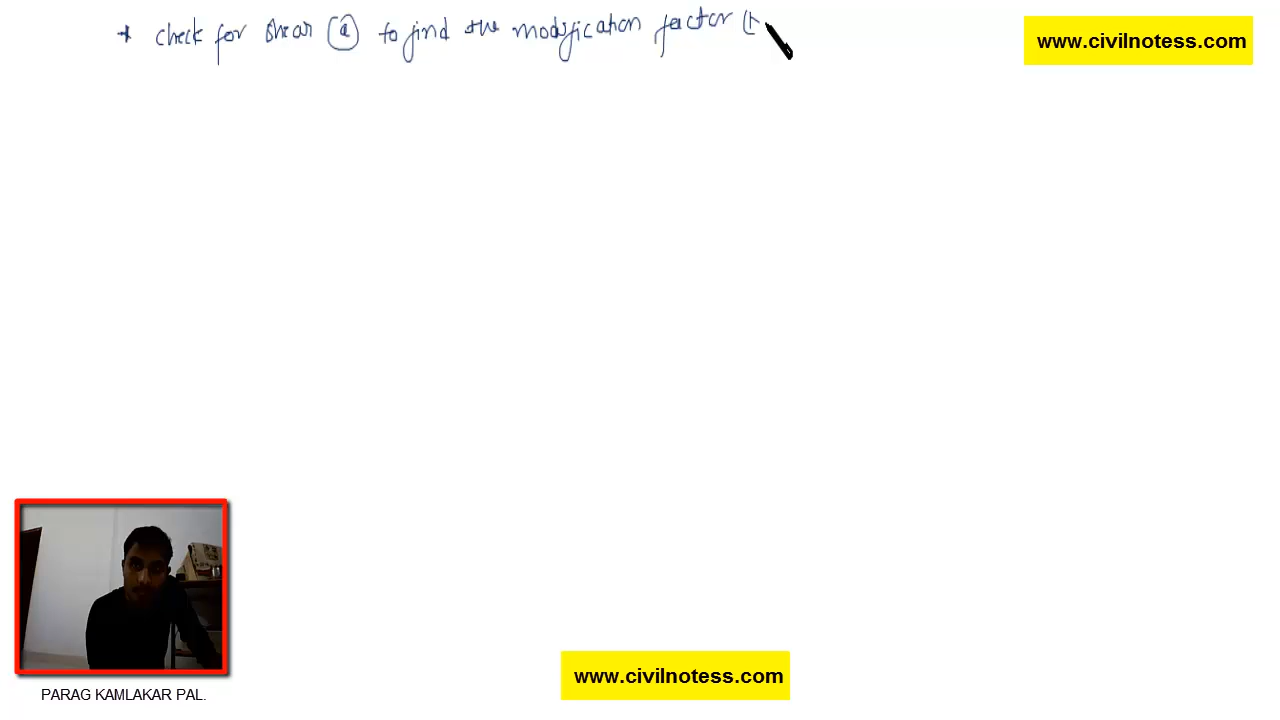 * check for shear (a) to find the modification factor (k
www.civilnotess.com
www.civilnotess.com
PARAG KAMLAKAR PAL.